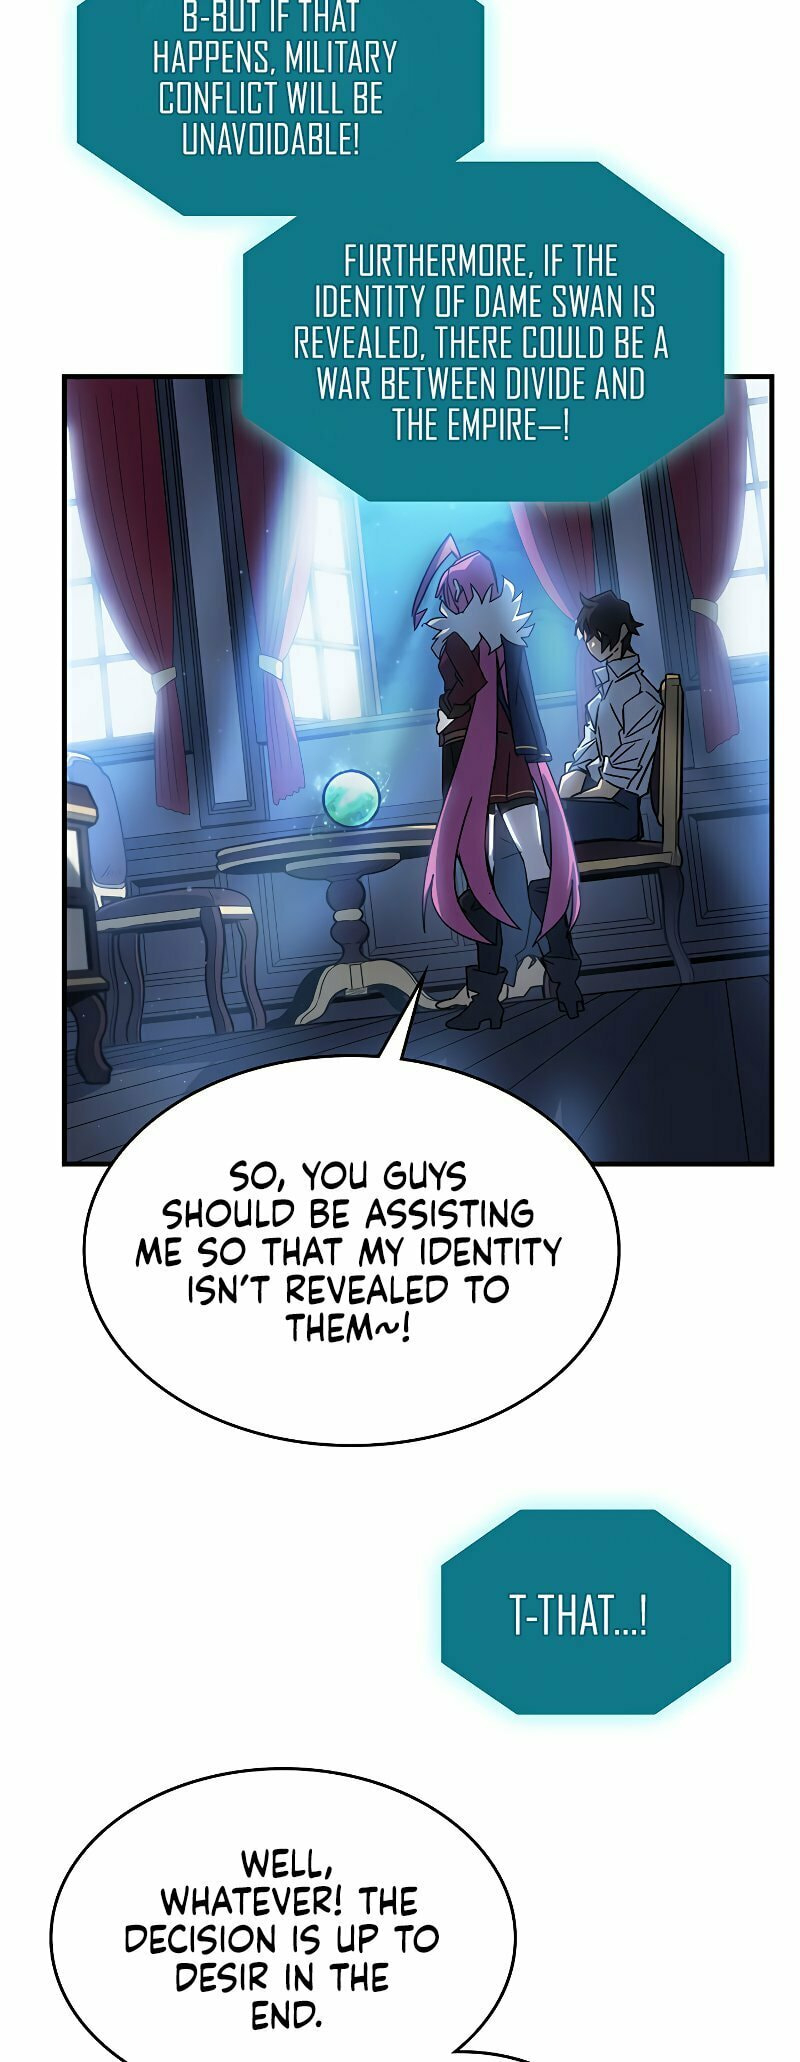 B-BUT IF THAT
HAPPENS, MILITARY
CONFLICT WILL BE
UNAVOIDABLE!
FURTHERMORE, IF THE
IDENTITY OF DAME SWAN IS
REVEALED, THERE COULD BE A
WAR BETWEEN DIVIDE AND
THE EMPIRE—!
SO, YOU GUYS
SHOULD BE ASSISTING
ME SO THAT MY IDENTITY
ISN'T REVEALED TO
THEM~!
T-THAT...!
WELL,
WHATEVER! THE
DECISION IS UP TO
DESIR IN THE
END.